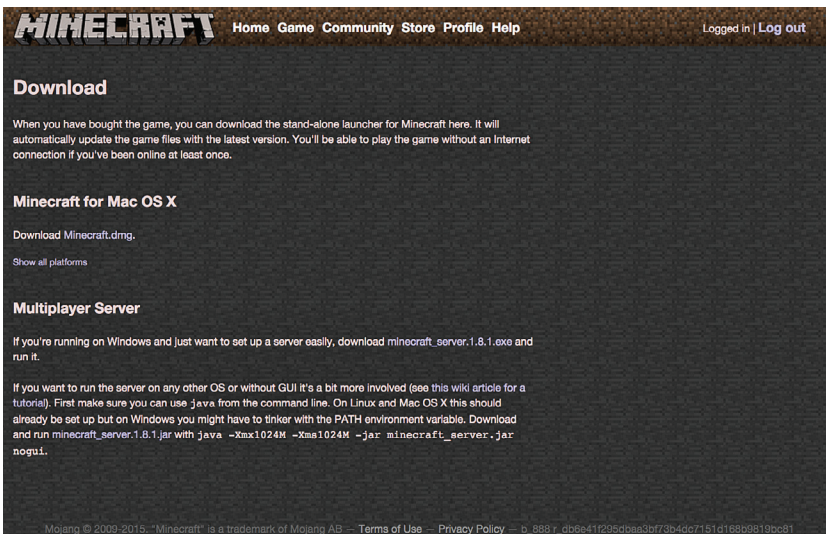 MINECRAFT Home Game Community Store Profile Help Logged in | Log out
Download
When you have bought the game, you can download the stand-alone launcher for Minecraft here. It will
automatically update the game files with the latest version. You'll be able to play the game without an Internet
connection if you've been online at least once.
Minecraft for Mac OS X
Download Minecraft.dmg.
Show all platforms
Multiplayer Server
If you're running on Windows and just want to set up a server easily, download minecraft_server.1.8.1.exe and
run it.
If you want to run the server on any other OS or without GUI it's a bit more involved (see this wiki article for a
tutorial). First make sure you can use java from the command line. On Linux and Mac OS X this should
already be set up but on Windows you might have to tinker with the PATH environment variable. Download
and run minecraft_server.1.8.1.jar with java -Xmx1024M -Xms1024M -jar minecraft_server.jar
nogui.
Mojang © 2009-2015. "Minecraft" is a trademark of Mojang AB — Terms of Use — Privacy Policy — b_888 r_db6e41f295dbaa3bf73b4dc7151d168b9819bc81